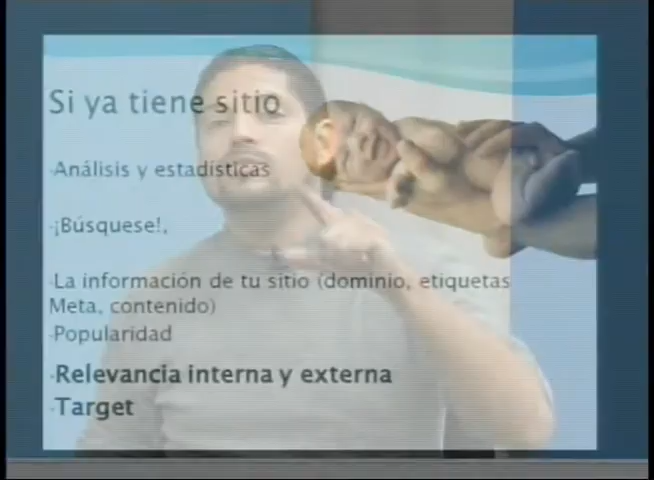 Si ya tiene sitio
·Análisis y estadísticas
·¡Búsquese!,
·La información de tu sitio (dominio, etiquetas
Meta, contenido)
·Popularidad
·Relevancia interna y externa
·Target